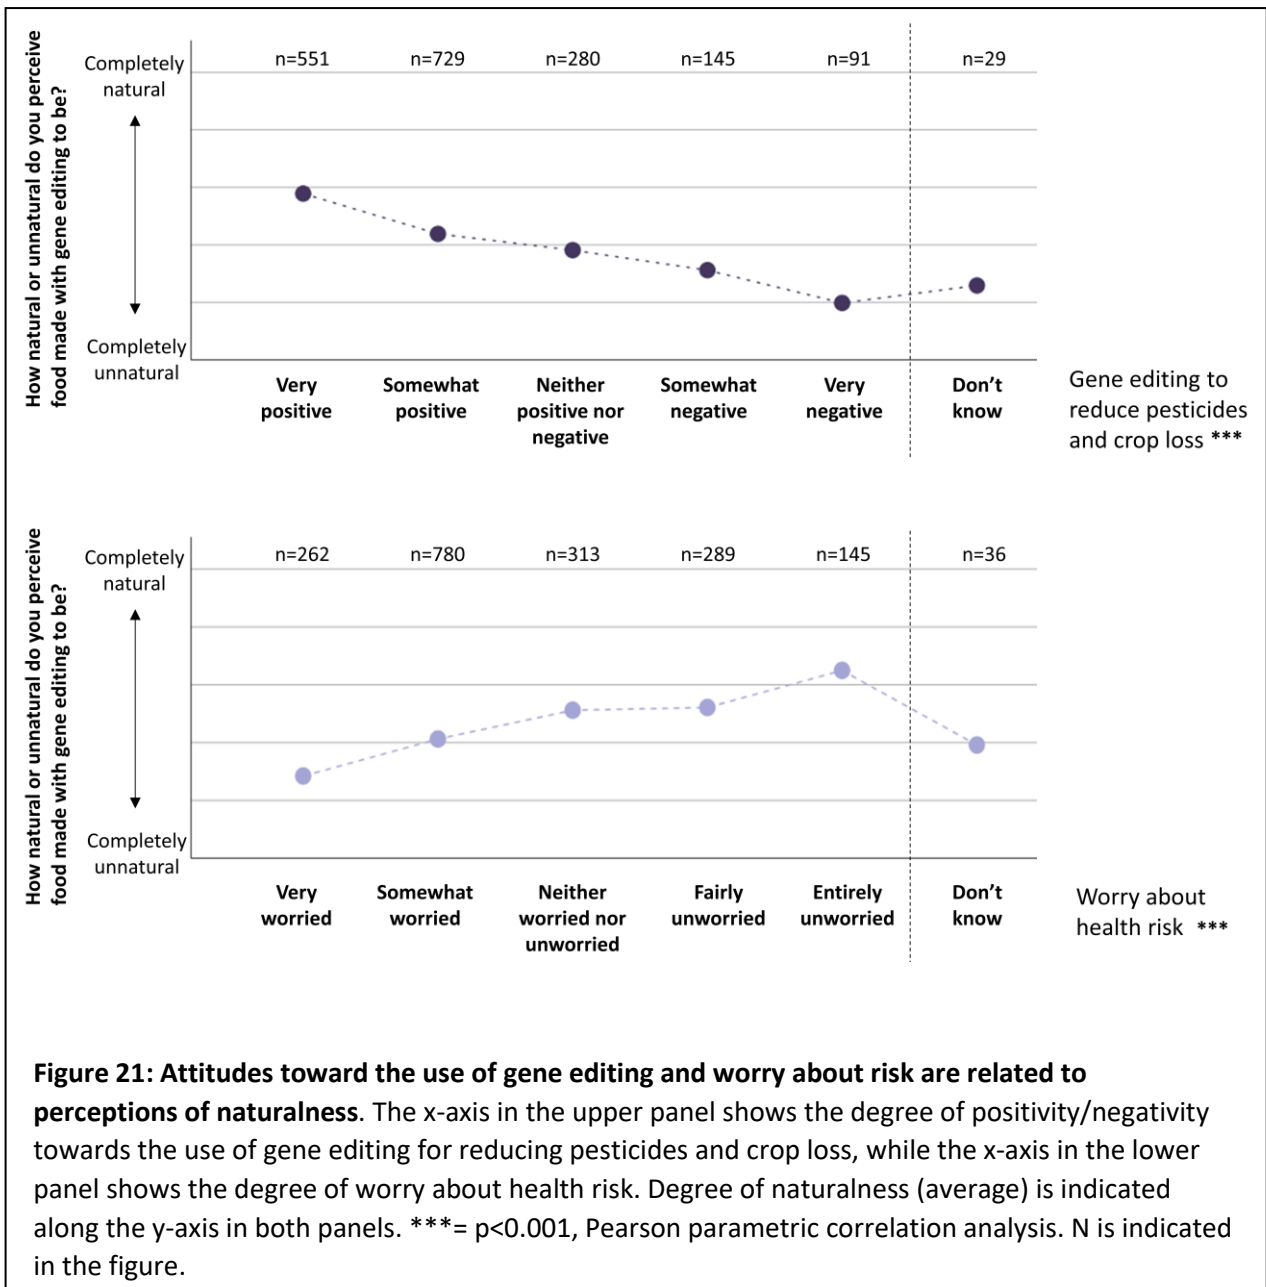 How natural or unnatural do you perceive
food made with gene editing to be?
Completely
natural
Completely
unnatural
n=551
n=729
n=280
n=145
n=91
n=29
Very
positive
Somewhat
positive
Neither
positive nor
negative
Somewhat
negative
Very
negative
Don’t
know
Gene editing to
reduce pesticides
and crop loss ***
How natural or unnatural do you perceive
food made with gene editing to be?
Completely
natural
Completely
unnatural
n=262
n=780
n=313
n=289
n=145
n=36
Very
worried
Somewhat
worried
Neither
worried nor
unworried
Fairly
unworried
Entirely
unworried
Don’t
know
Worry about
health risk ***
Figure 21: Attitudes toward the use of gene editing and worry about risk are related to
perceptions of naturalness. The x-axis in the upper panel shows the degree of positivity/negativity
towards the use of gene editing for reducing pesticides and crop loss, while the x-axis in the lower
panel shows the degree of worry about health risk. Degree of naturalness (average) is indicated
along the y-axis in both panels. ***= p<0.001, Pearson parametric correlation analysis. N is indicated
in the figure.